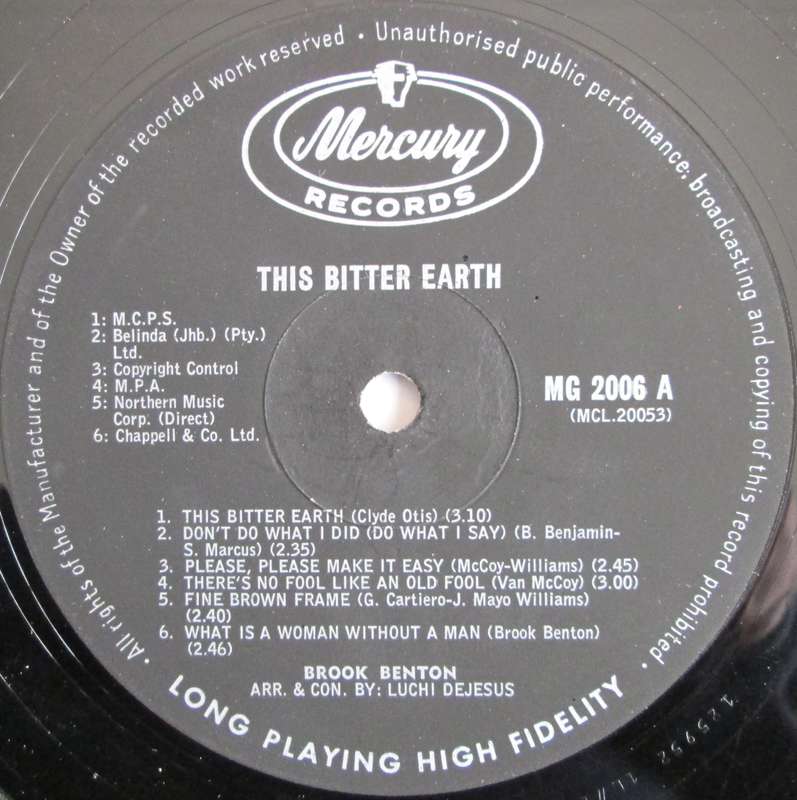 All rights of the Manufacturer and of the Owner of the recorded work reserved · Unauthorised public performance, broadcasting and copying of this record prohibited ·
Mercury
RECORDS
THIS BITTER EARTH
1: M.C.P.S.
2: Belinda (Jhb.) (Pty.)
Ltd.
3: Copyright Control
4: M.P.A.
5: Northern Music
Corp. (Direct)
6: Chappell & Co. Ltd.
MG 2006 A
(MCL.20053)
1. THIS BITTER EARTH (Clyde Otis) (3.10)
2. DON'T DO WHAT I DID (DO WHAT I SAY) (B. Benjamin-
S. Marcus) (2.35)
3. PLEASE, PLEASE MAKE IT EASY (McCoy-Williams) (2.45)
4. THERE'S NO FOOL LIKE AN OLD FOOL (Van McCoy) (3.00)
5. FINE BROWN FRAME (G. Cartiero-J. Mayo Williams)
(2.40)
6. WHAT IS A WOMAN WITHOUT A MAN (Brook Benton)
(2.46)
BROOK BENTON
ARR. & CON. BY: LUCHI DEJESUS
LONG PLAYING HIGH FIDELITY